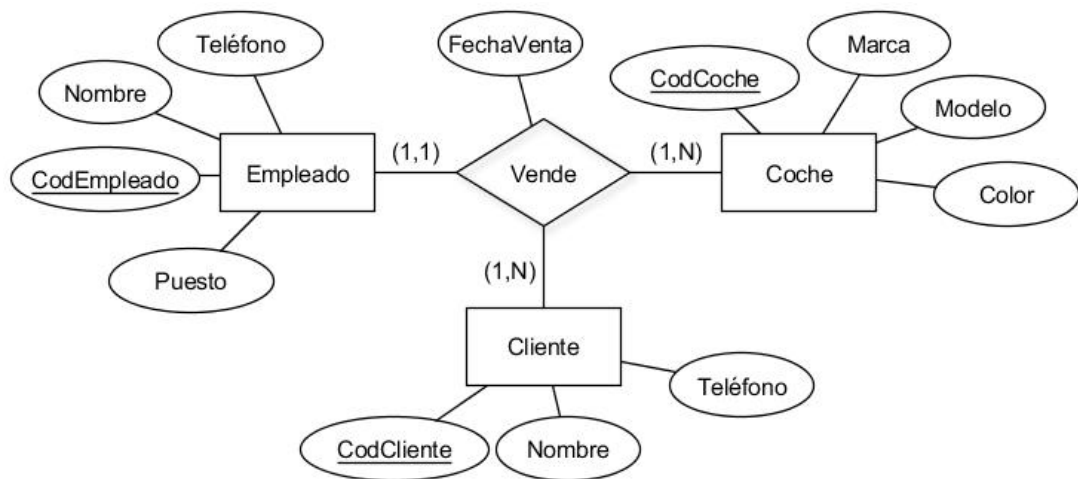 Teléfono
FechaVenta
Marca
CodCoche
Nombre
Modelo
(1,1)
(1,N)
Empleado
Vende
Coche
CodEmpleado
Color
Puesto
(1,N)
Cliente
Teléfono
CodCliente
Nombre